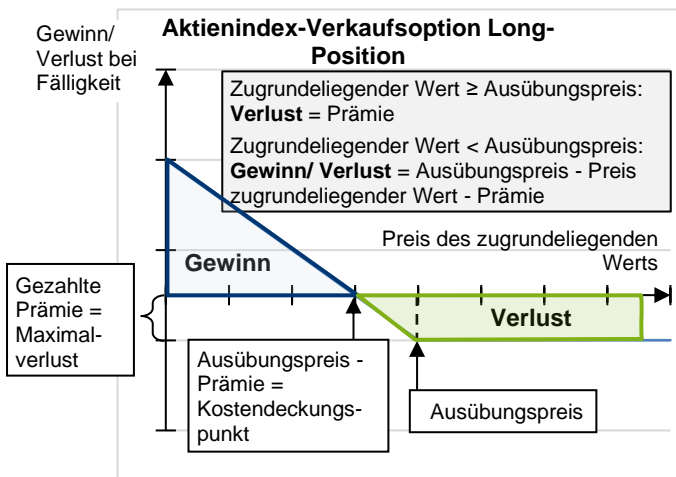 Gewinn/
Verlust bei
Fälligkeit
Aktienindex-Verkaufsoption Long-
Position
Zugrundeliegender Wert ≥ Ausübungspreis:
Verlust = Prämie
Zugrundeliegender Wert < Ausübungspreis:
Gewinn/ Verlust = Ausübungspreis - Preis
zugrundeliegender Wert - Prämie
Preis des zugrundeliegenden
Werts
Gewinn
Gezahlte
Prämie =
Maximal-
verlust
Verlust
Ausübungspreis -
Prämie =
Kostendeckungs-
punkt
Ausübungspreis